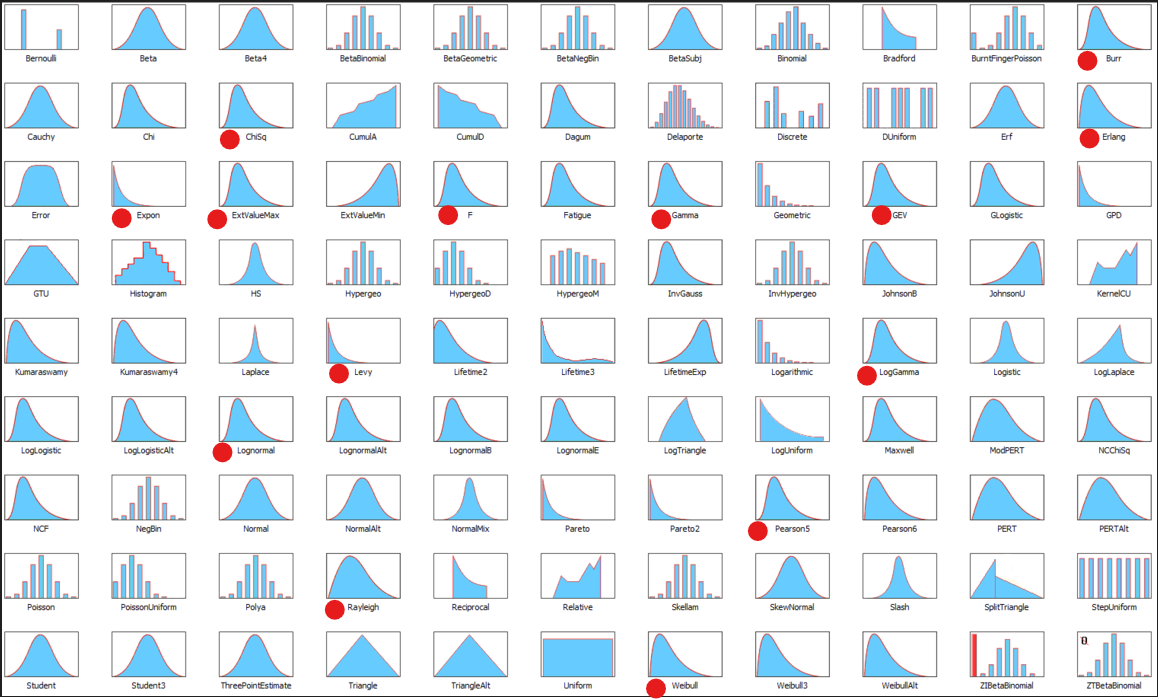 Bernoulli Beta Beta4 BetaBinomial BetaGeometric BetaNegBin BetaSubj Binomial Bradford BurntFingerPoisson Burr
Cauchy Chi ChiSq CumulA CumulD Dagum Delaporte Discrete DUniform Erf Erlang
Error Expon ExtValueMax ExtValueMin F Fatigue Gamma Geometric GEV GLogistic GPD
GTU Histogram HS Hypergeo HypergeoD HypergeoM InvGauss InvHypergeo JohnsonB JohnsonU KernelCU
Kumaraswamy Kumaraswamy4 Laplace Levy Lifetime2 Lifetime3 LifetimeExp Logarithmic LogGamma Logistic LogLaplace
LogLogistic LogLogisticAlt Lognormal LognormalAlt LognormalB LognormalE LogTriangle LogUniform Maxwell ModPERT NCChiSq
NCF NegBin Normal NormalAlt NormalMix Pareto Pareto2 Pearson5 Pearson6 PERT PERTAlt
Poisson PoissonUniform Polya Rayleigh Reciprocal Relative Skellam SkewNormal Slash SplitTriangle StepUniform
0
Student Student3 ThreePointEstimate Triangle TriangleAlt Uniform Weibull Weibull3 WeibullAlt ZIBetaBinomial ZTBetaBinomial